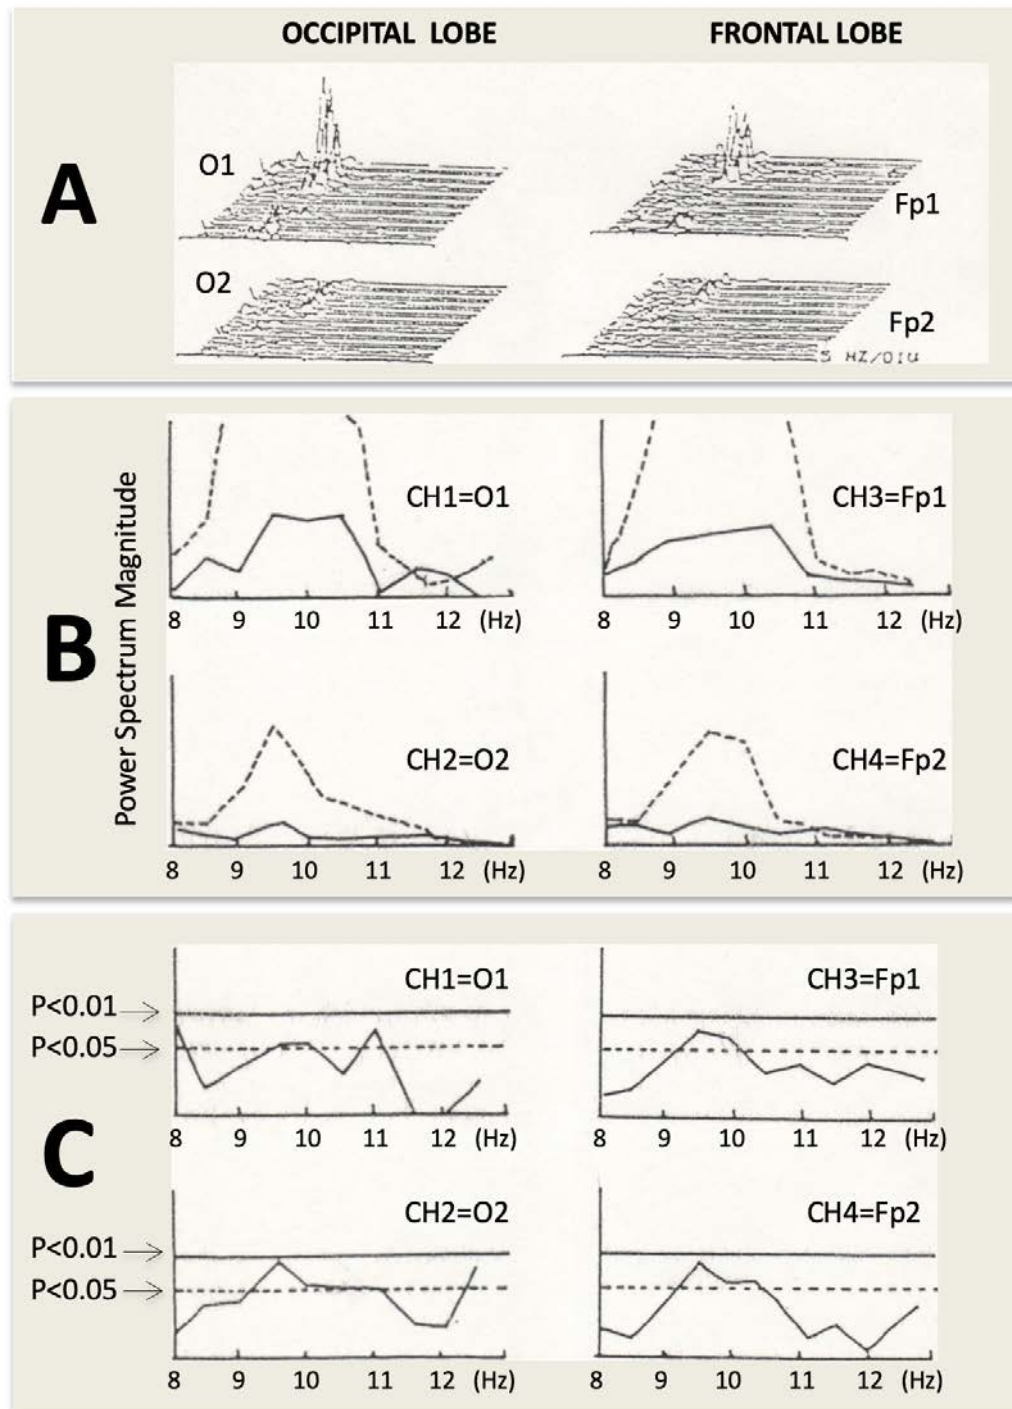 OCCIPITAL LOBE FRONTAL LOBE
A
O1
Fp1
O2
Fp2
5 HZ/DIV
B
Power Spectrum Magnitude
CH1=O1 CH3=Fp1
8 9 10 11 12 (Hz) 8 9 10 11 12 (Hz)
CH2=O2 CH4=Fp2
8 9 10 11 12 (Hz) 8 9 10 11 12 (Hz)
C
CH1=O1 CH3=Fp1
P<0.01
P<0.05
8 9 10 11 12 (Hz) 8 9 10 11 12 (Hz)
CH2=O2 CH4=Fp2
P<0.01
P<0.05
8 9 10 11 12 (Hz) 8 9 10 11 12 (Hz)